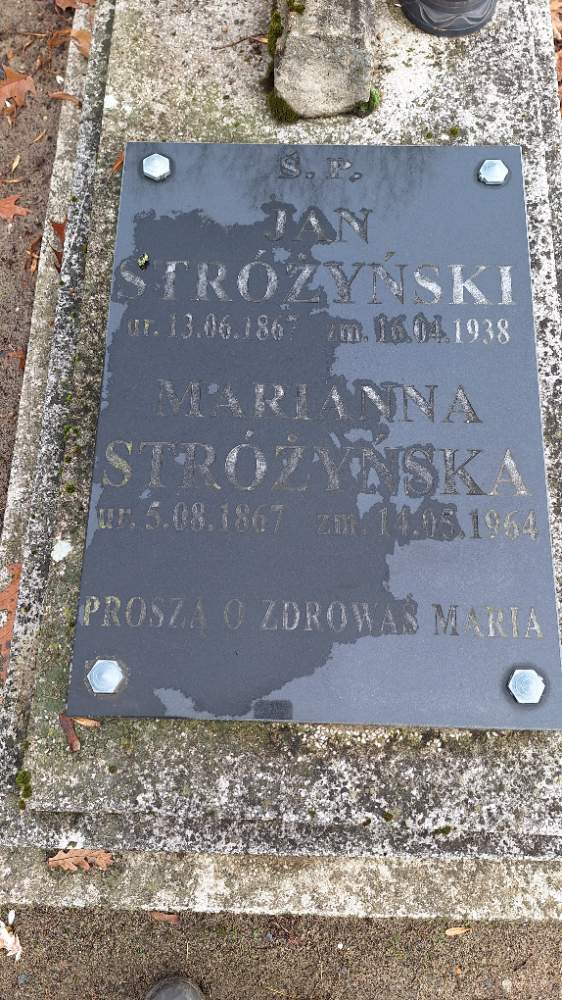 Ś. P.
JAN
STRÓŻYŃSKI
ur. 13.06.1867 zm. 16.04.1938
MARIANNA
STRÓŻYŃSKA
ur. 5.08.1867 zm. 14.05.1964
PROSZĄ O ZDROWAŚ MARIA